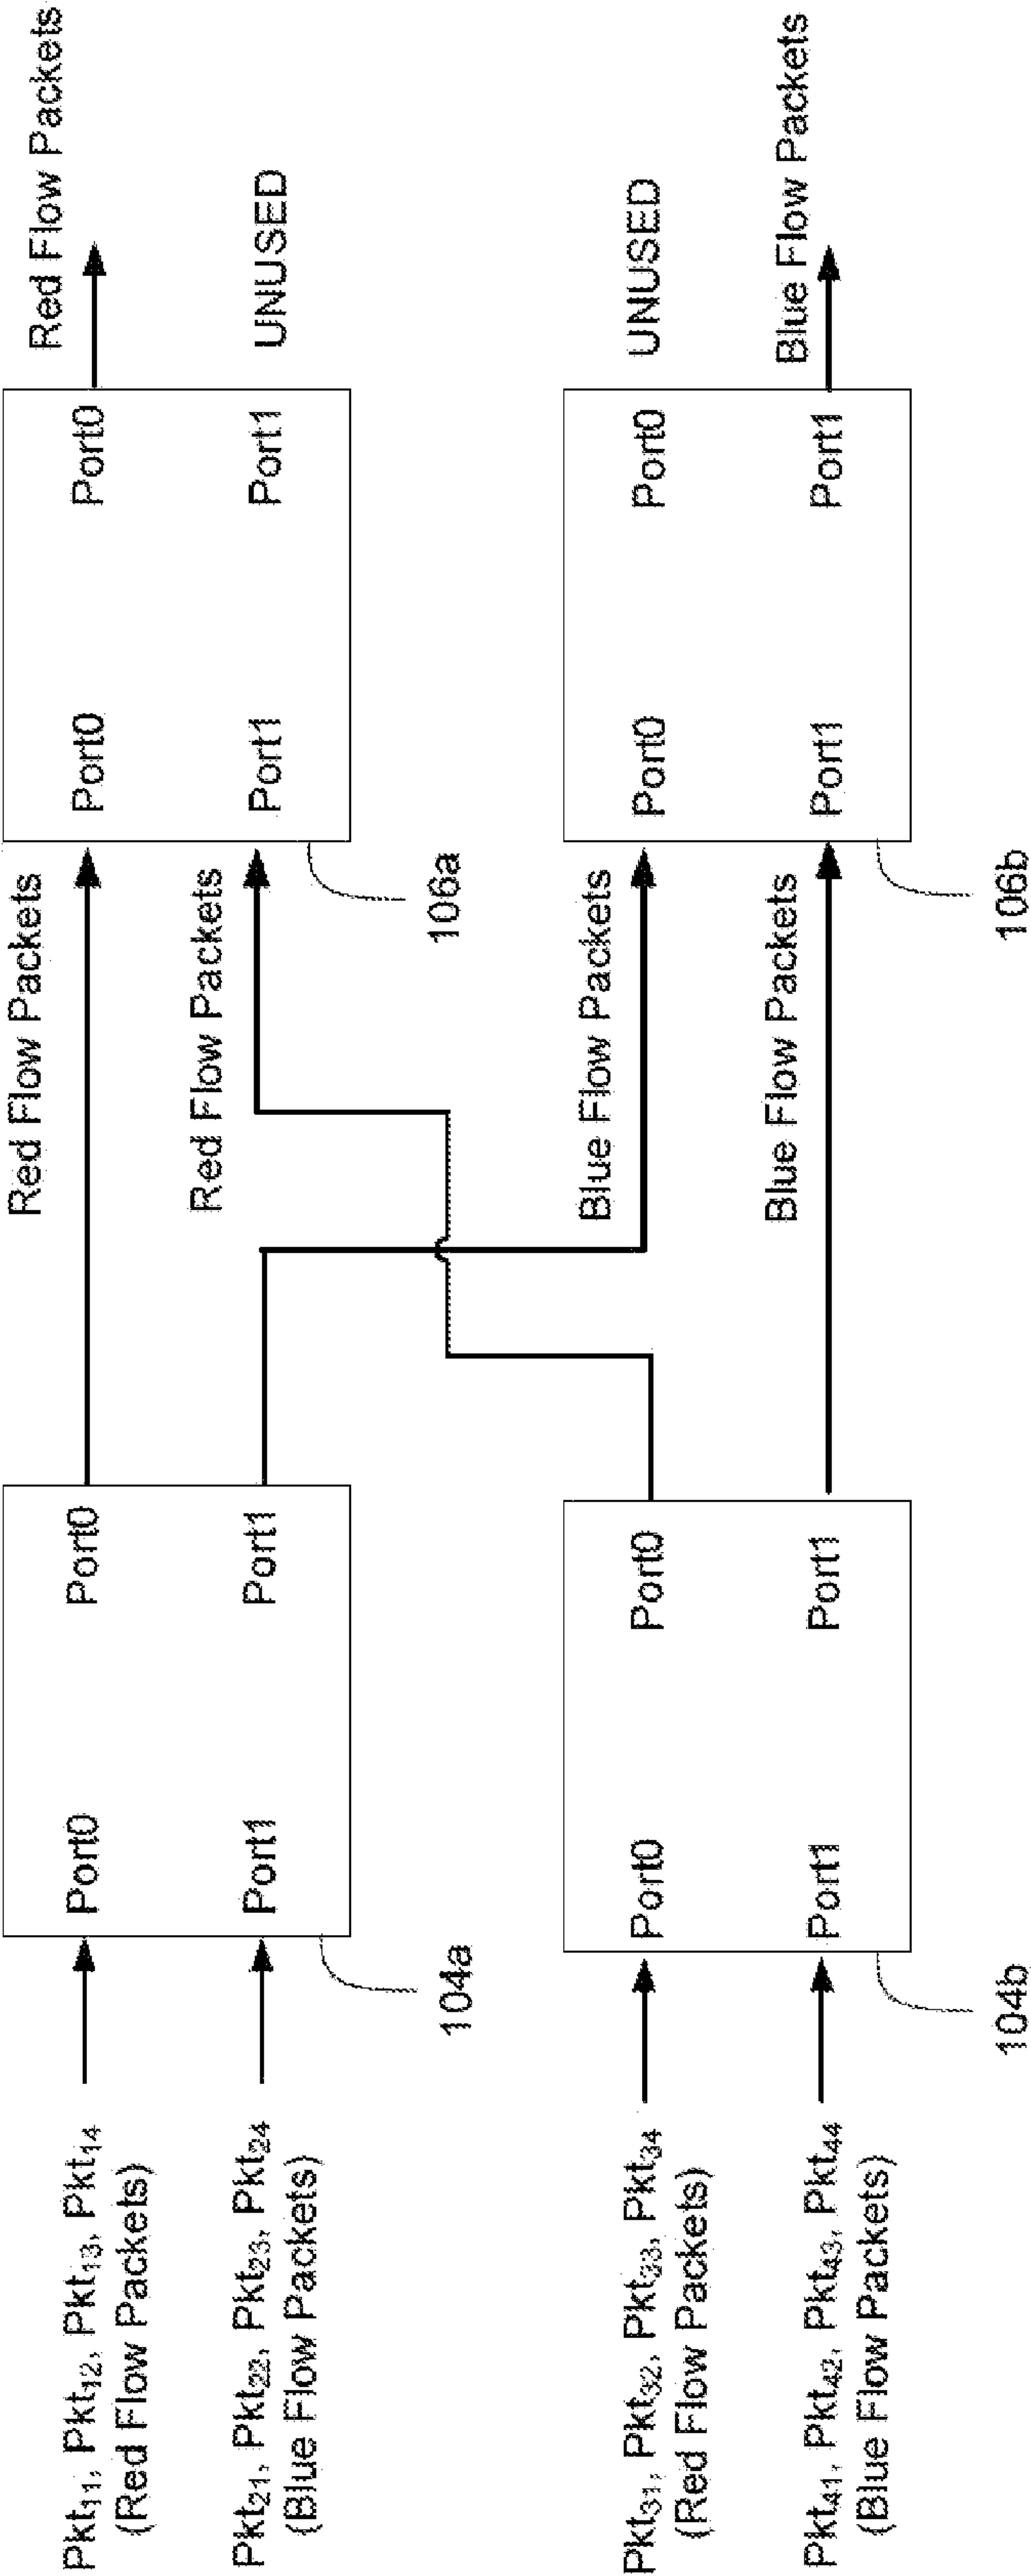 Pkt11, Pkt12, Pkt13, Pkt14
(Red Flow Packets)
Pkt21, Pkt22, Pkt23, Pkt24
(Blue Flow Packets)
104a
Port0
Port1
Port0
Port1
Red Flow Packets
Red Flow Packets
106a
Port0
Port1
Port0
Port1
Red Flow Packets
UNUSED
Pkt31, Pkt32, Pkt33, Pkt34
(Red Flow Packets)
Pkt41, Pkt42, Pkt43, Pkt44
(Blue Flow Packets)
104b
Port0
Port1
Port0
Port1
Blue Flow Packets
Blue Flow Packets
106b
Port0
Port1
Port0
Port1
UNUSED
Blue Flow Packets